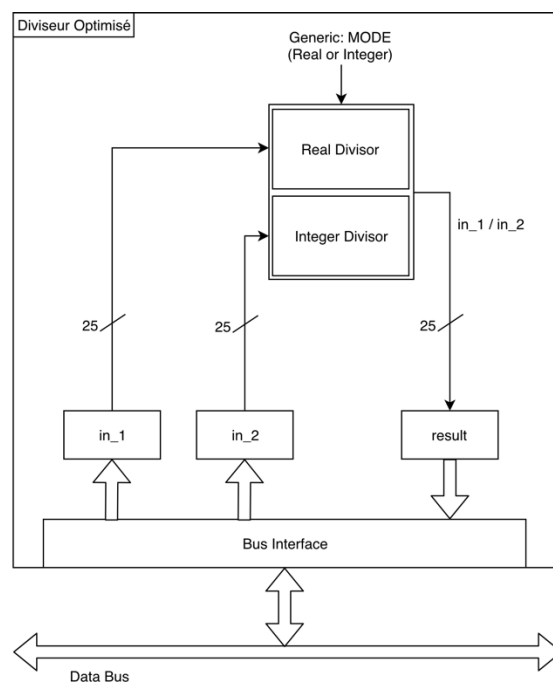 Diviseur Optimisé
Generic: MODE
(Real or Integer)
Real Divisor
in_1 / in_2
Integer Divisor
25
25
25
in_1
in_2
result
Bus Interface
Data Bus